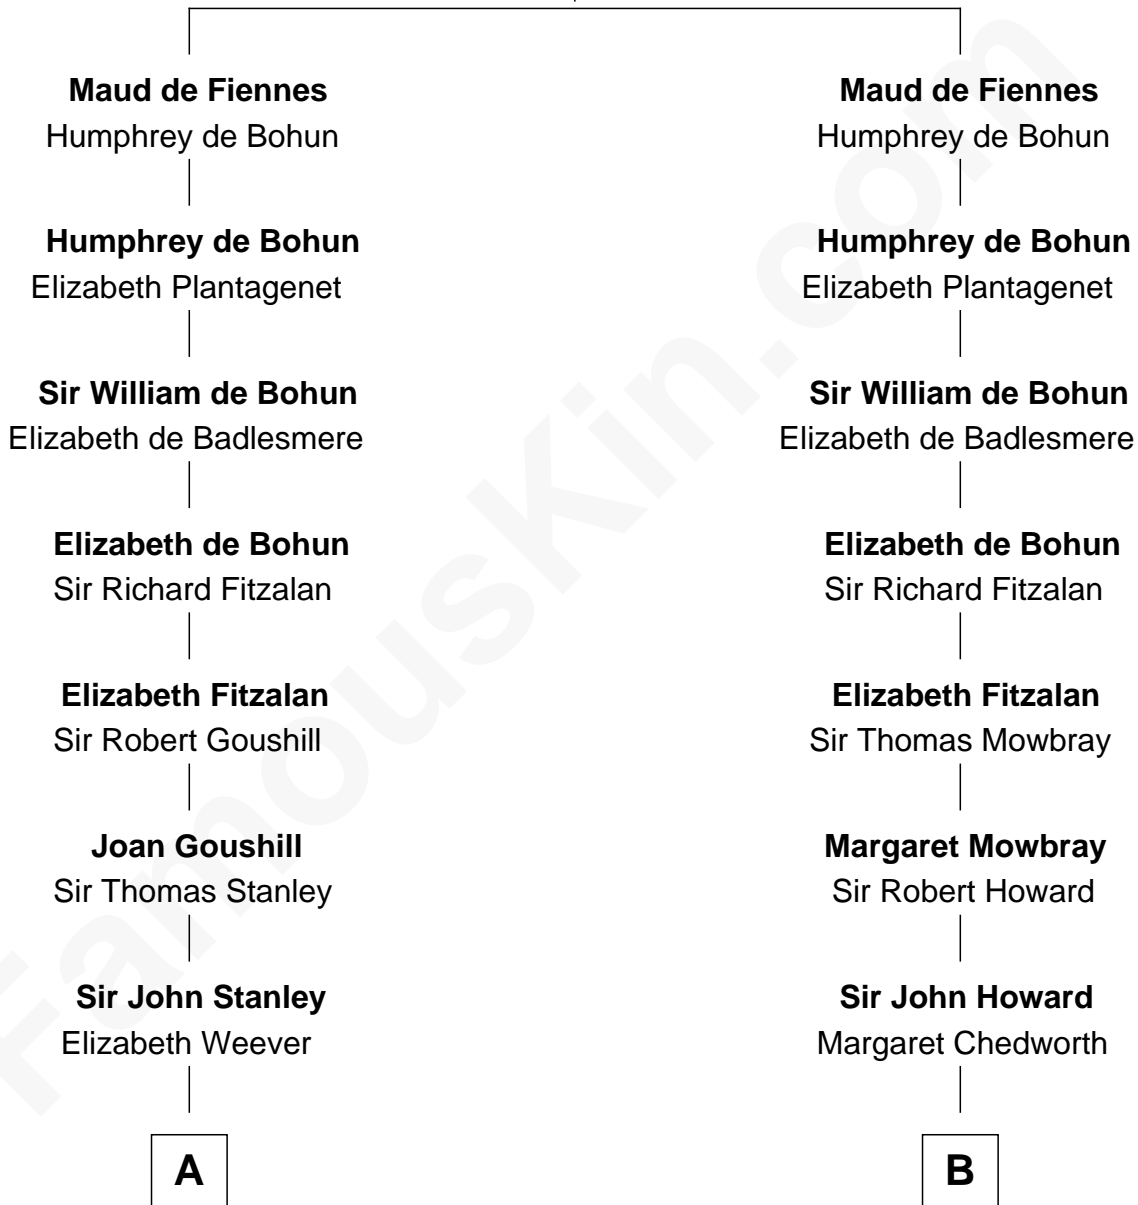 Maud de Fiennes
Humphrey de Bohun
Humphrey de Bohun
Elizabeth Plantagenet
Sir William de Bohun
Elizabeth de Badlesmere
Elizabeth de Bohun
Sir Richard Fitzalan
Elizabeth Fitzalan
Sir Robert Goushill
Joan Goushill
Sir Thomas Stanley
Sir John Stanley
Elizabeth Weever
A
Maud de Fiennes
Humphrey de Bohun
Humphrey de Bohun
Elizabeth Plantagenet
Sir William de Bohun
Elizabeth de Badlesmere
Elizabeth de Bohun
Sir Richard Fitzalan
Elizabeth Fitzalan
Sir Thomas Mowbray
Margaret Mowbray
Sir Robert Howard
Sir John Howard
Margaret Chedworth
B
FamousKin.com